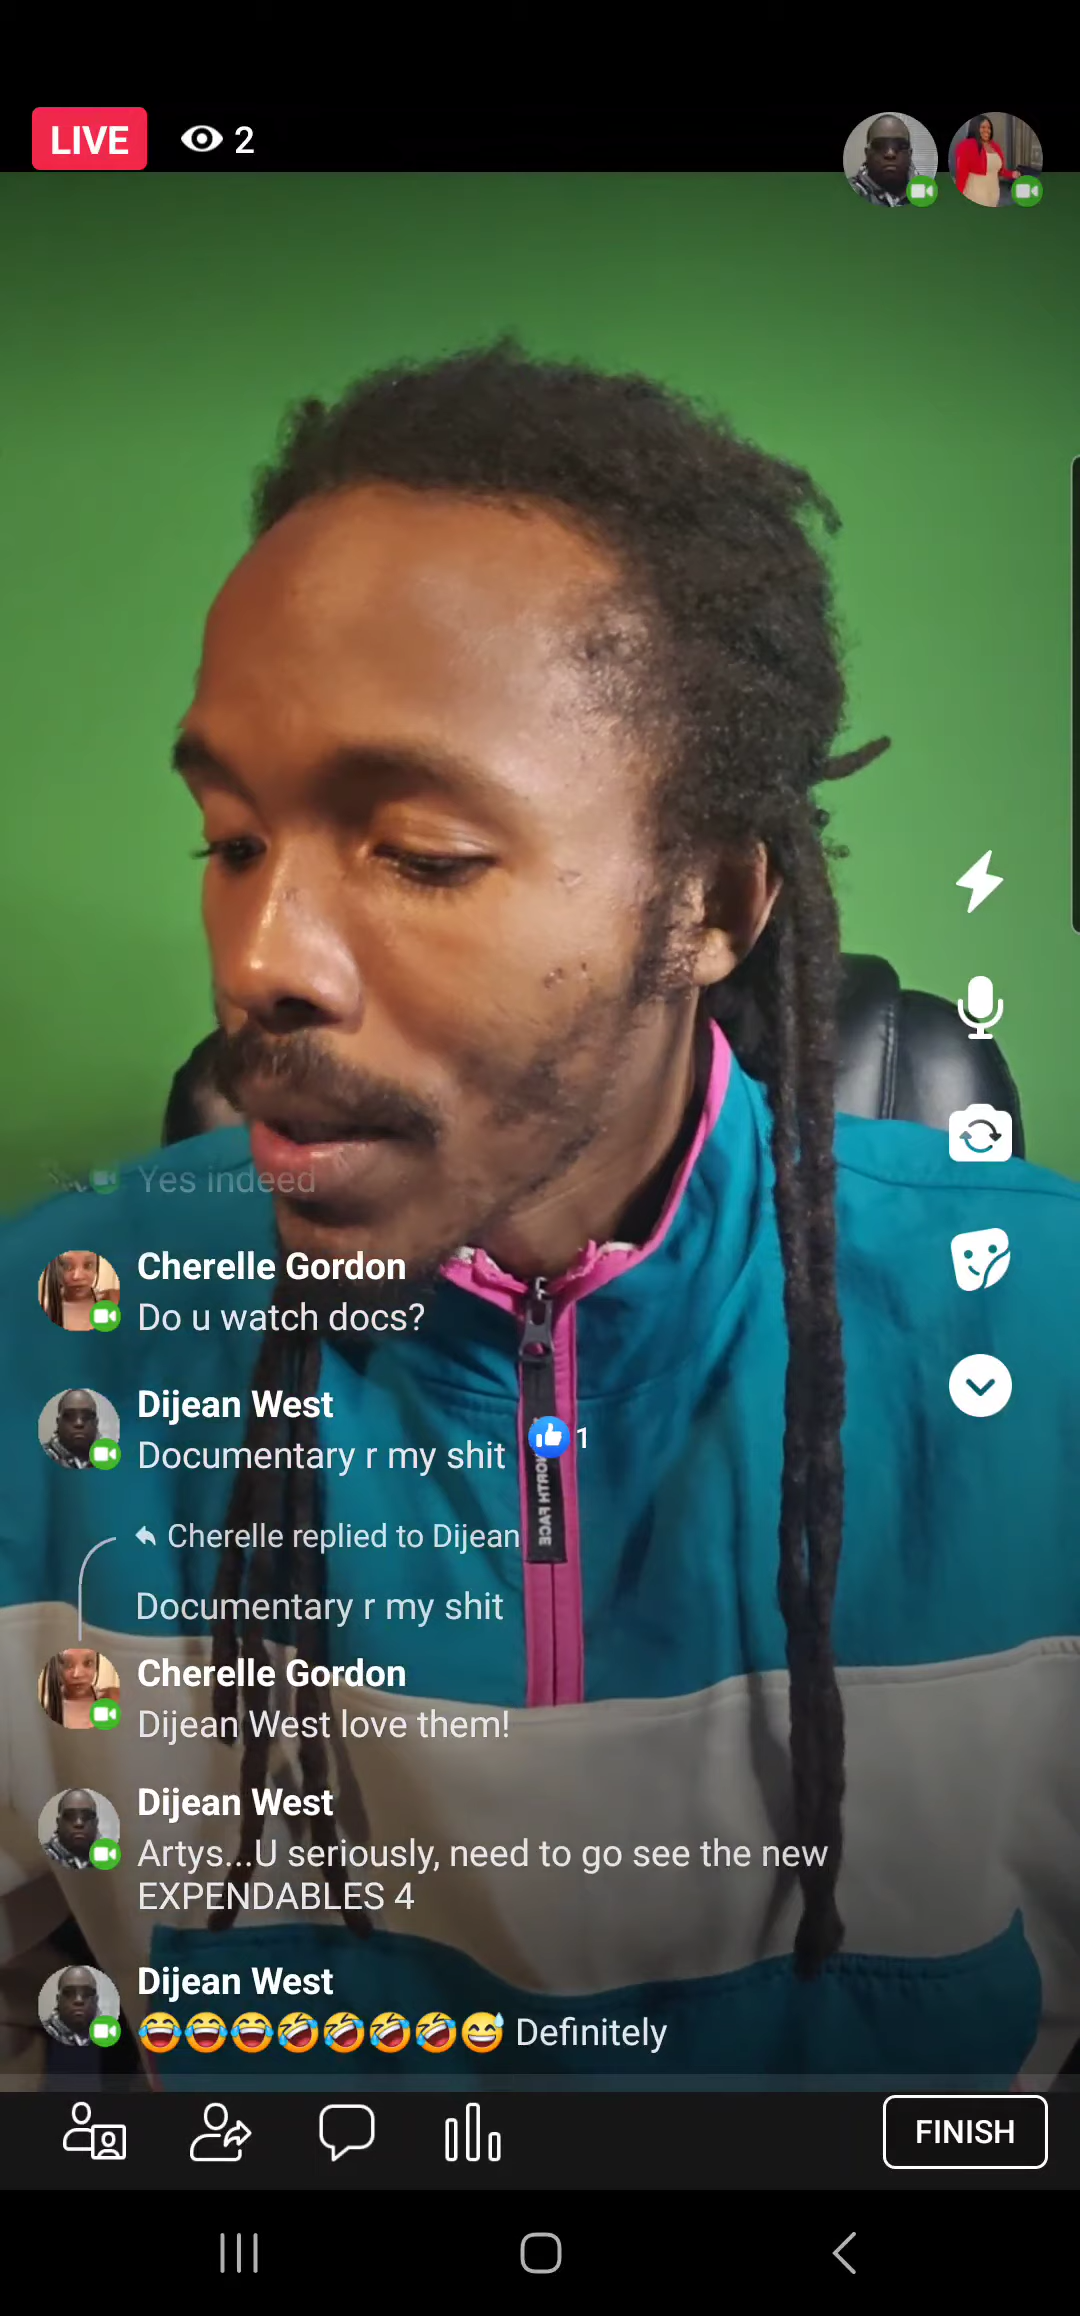 LIVE
2
Yes indeed
Cherelle Gordon
Do u watch docs?
Dijean West
Documentary r my shit
1
Cherelle replied to Dijean
Documentary r my shit
Cherelle Gordon
Dijean West love them!
Dijean West
Artys...U seriously, need to go see the new
EXPENDABLES 4
Dijean West
😂😂😂🤣🤣🤣🤣😅 Definitely
FINISH